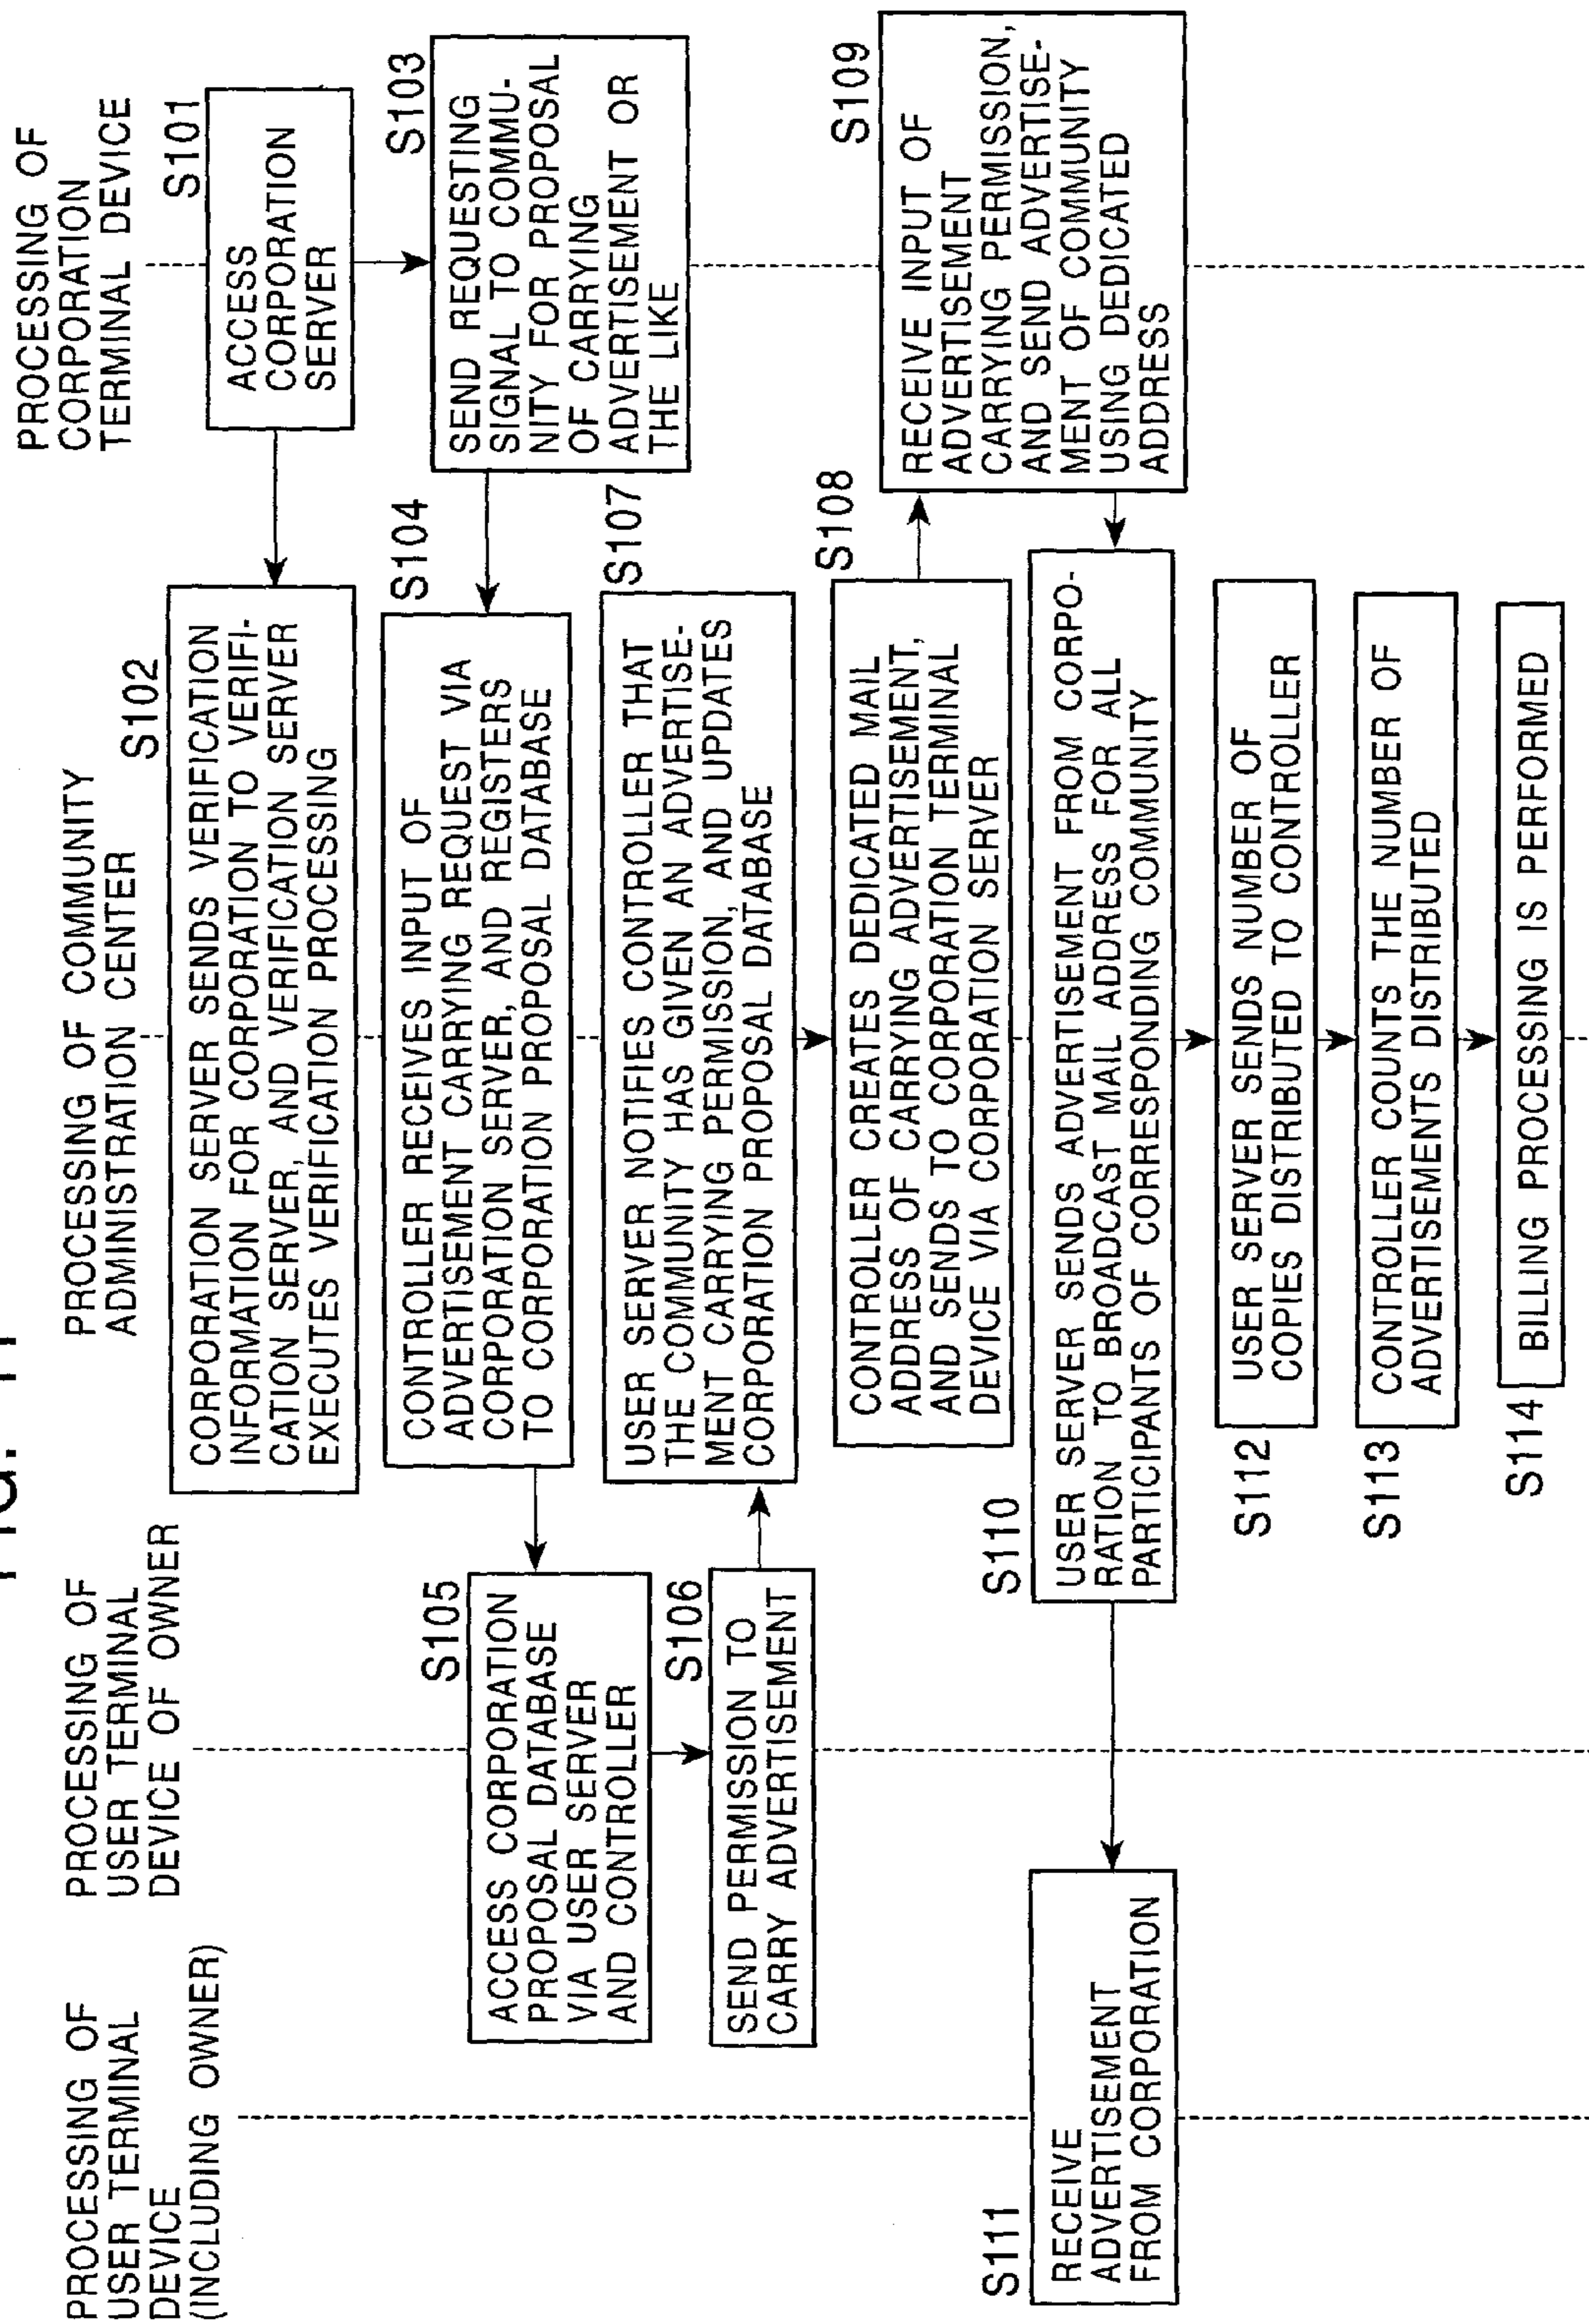 PROCESSING OF
USER TERMINAL
DEVICE
(INCLUDING OWNER)
PROCESSING OF
USER TERMINAL
DEVICE OF OWNER
PROCESSING OF COMMUNITY
ADMINISTRATION CENTER
PROCESSING OF
CORPORATION
TERMINAL DEVICE
S101
ACCESS
CORPORATION
SERVER
S102
CORPORATION SERVER SENDS VERIFICATION
INFORMATION FOR CORPORATION TO VERIFI-
CATION SERVER, AND VERIFICATION SERVER
EXECUTES VERIFICATION PROCESSING
S103
SEND REQUESTING
SIGNAL TO COMMU-
NITY FOR PROPOSAL
OF CARRYING
ADVERTISEMENT OR
THE LIKE
S104
CONTROLLER RECEIVES INPUT OF
ADVERTISEMENT CARRYING REQUEST VIA
CORPORATION SERVER, AND REGISTERS
TO CORPORATION PROPOSAL DATABASE
S105
ACCESS CORPORATION
PROPOSAL DATABASE
VIA USER SERVER
AND CONTROLLER
S106
SEND PERMISSION TO
CARRY ADVERTISEMENT
S107
USER SERVER NOTIFIES CONTROLLER THAT
THE COMMUNITY HAS GIVEN AN ADVERTISE-
MENT CARRYING PERMISSION, AND UPDATES
CORPORATION PROPOSAL DATABASE
S108
CONTROLLER CREATES DEDICATED MAIL
ADDRESS OF CARRYING ADVERTISEMENT,
AND SENDS TO CORPORATION TERMINAL
DEVICE VIA CORPORATION SERVER
S109
RECEIVE INPUT OF
ADVERTISEMENT
CARRYING PERMISSION,
AND SEND ADVERTISE-
MENT OF COMMUNITY
USING DEDICATED
ADDRESS
S110
USER SERVER SENDS ADVERTISEMENT FROM CORPO-
RATION TO BROADCAST MAIL ADDRESS FOR ALL
PARTICIPANTS OF CORRESPONDING COMMUNITY
S111
RECEIVE
ADVERTISEMENT
FROM CORPORATION
S112
USER SERVER SENDS NUMBER OF
COPIES DISTRIBUTED TO CONTROLLER
S113
CONTROLLER COUNTS THE NUMBER OF
ADVERTISEMENTS DISTRIBUTED
S114
BILLING PROCESSING IS PERFORMED